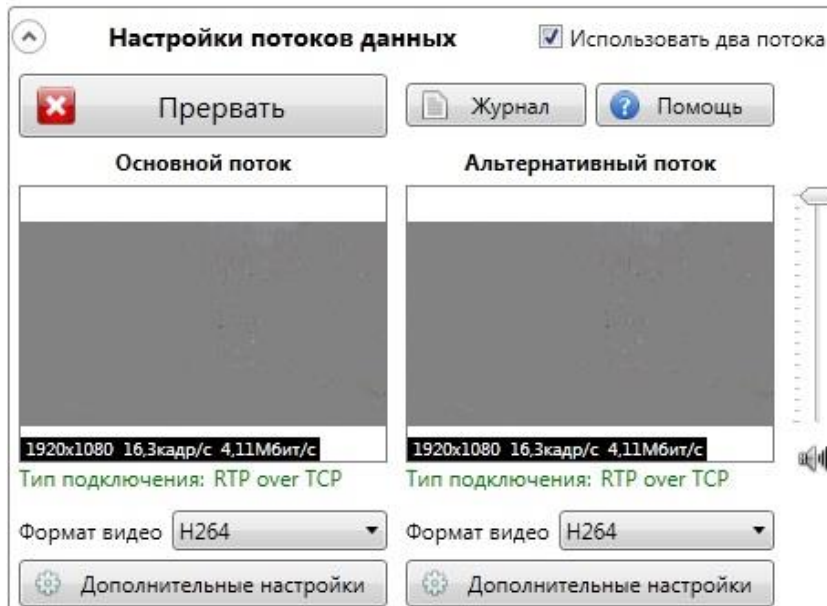 Настройки потоков данных
Использовать два потока
Прервать
Журнал
Помощь
Основной поток
Альтернативный поток
1920x1080 16,3кадр/с 4,11Мбит/с
1920x1080 16,3кадр/с 4,11Мбит/с
Тип подключения: RTP over TCP
Тип подключения: RTP over TCP
Формат видео H264
Формат видео H264
Дополнительные настройки
Дополнительные настройки